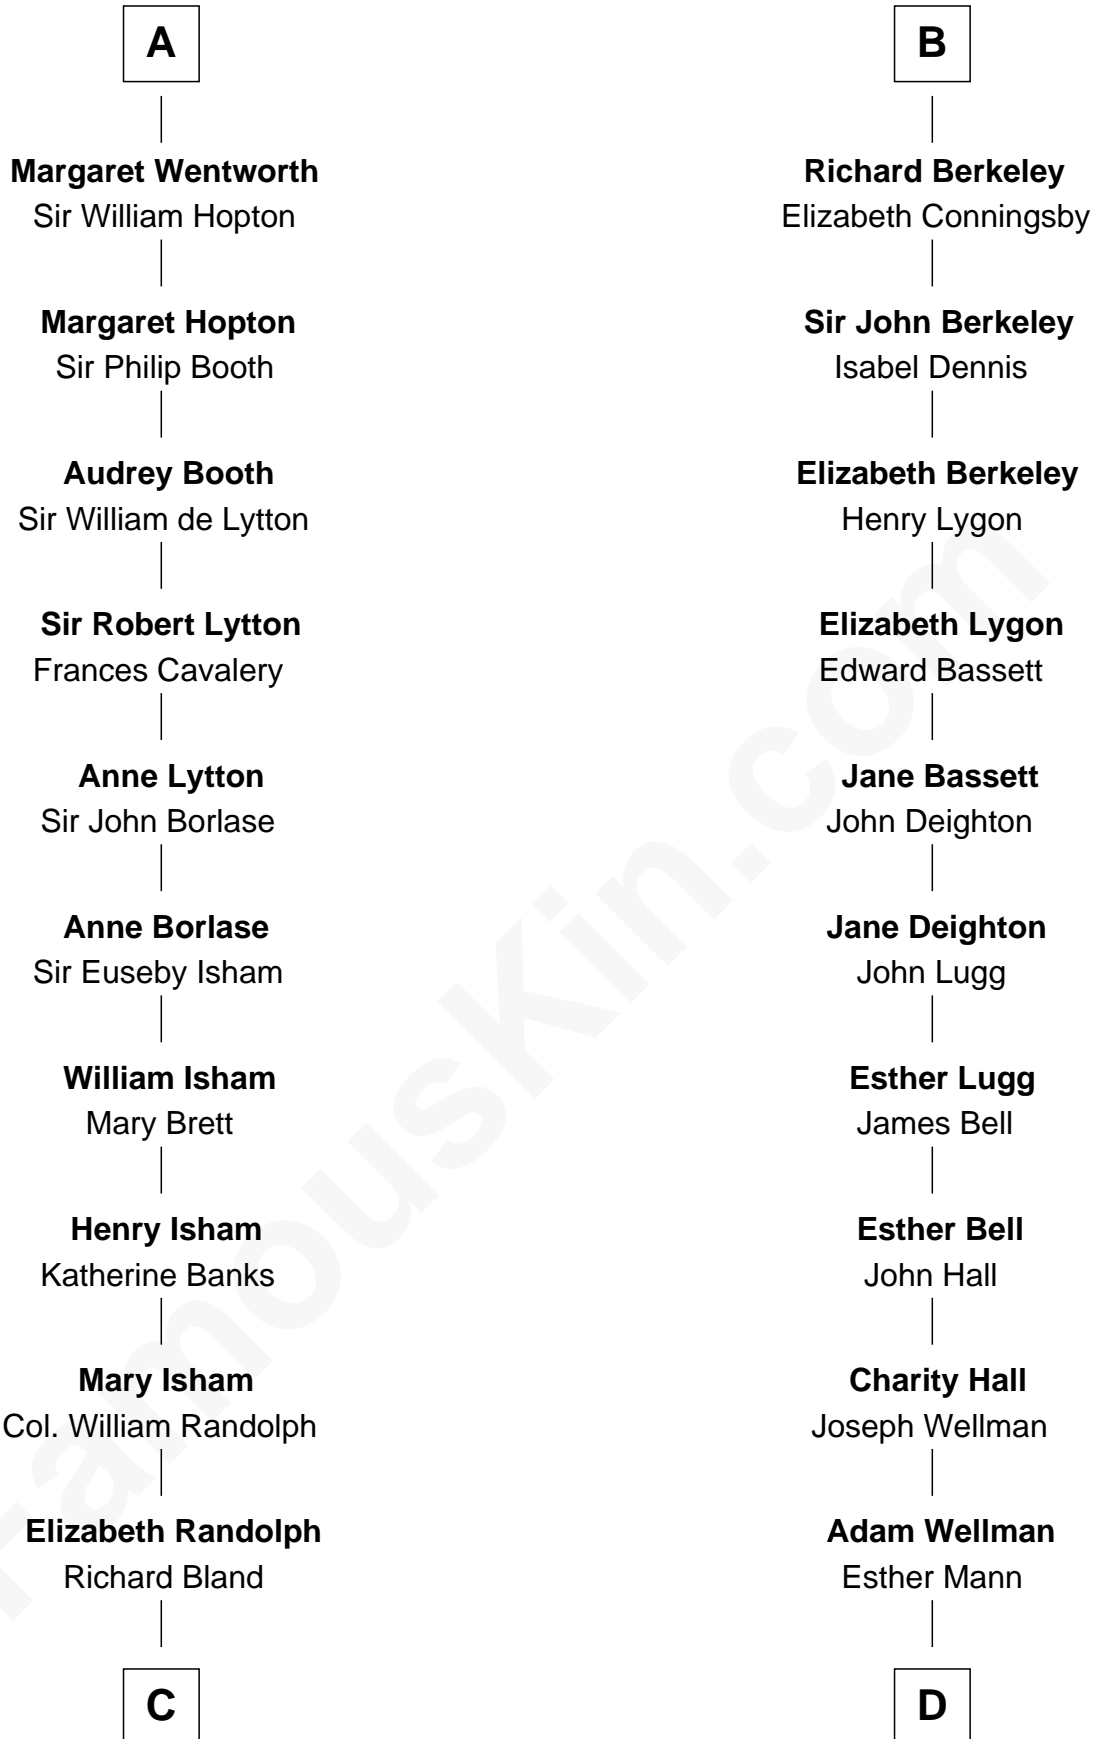 A
Margaret Wentworth
Sir William Hopton
Margaret Hopton
Sir Philip Booth
Audrey Booth
Sir William de Lytton
Sir Robert Lytton
Frances Cavalery
Anne Lytton
Sir John Borlase
Anne Borlase
Sir Euseby Isham
William Isham
Mary Brett
Henry Isham
Katherine Banks
Mary Isham
Col. William Randolph
Elizabeth Randolph
Richard Bland
C
B
Richard Berkeley
Elizabeth Conningsby
Sir John Berkeley
Isabel Dennis
Elizabeth Berkeley
Henry Lygon
Elizabeth Lygon
Edward Bassett
Jane Bassett
John Deighton
Jane Deighton
John Lugg
Esther Lugg
James Bell
Esther Bell
John Hall
Charity Hall
Joseph Wellman
Adam Wellman
Esther Mann
D
FamousKin.com